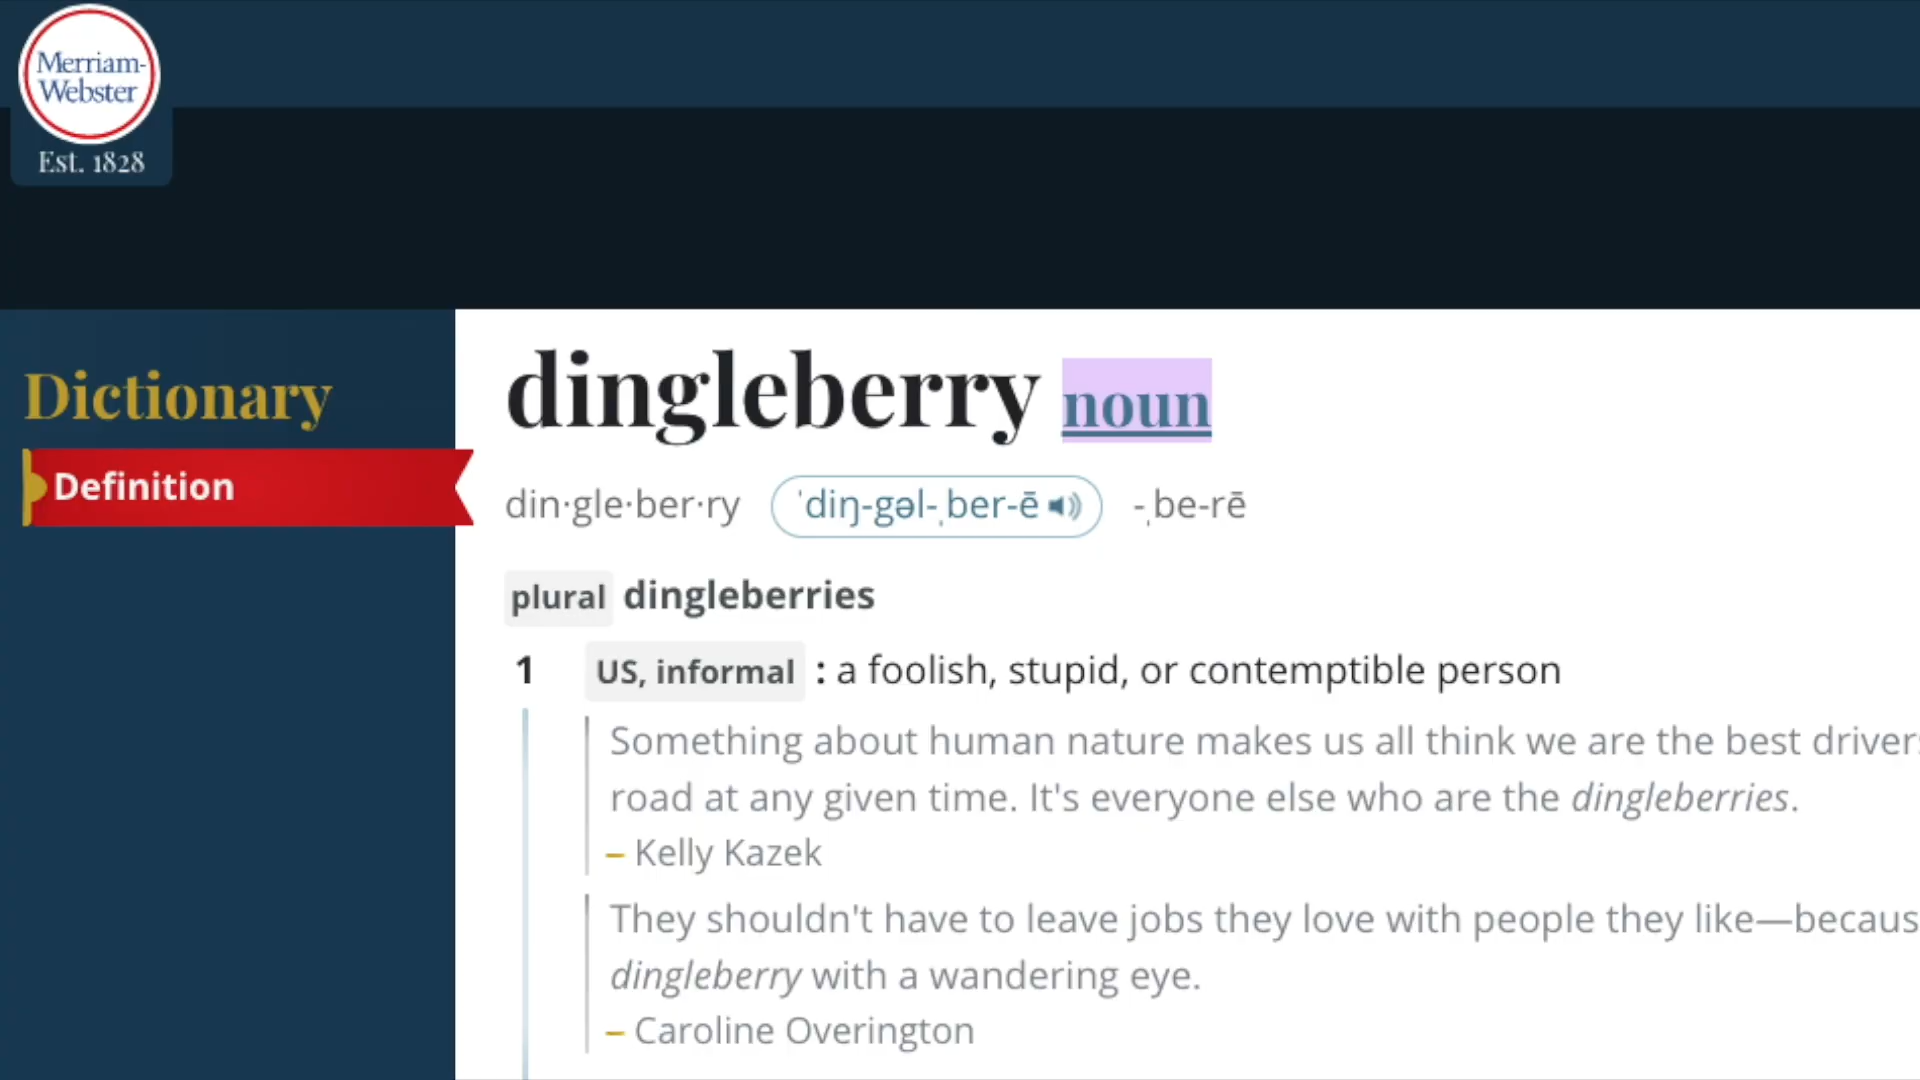 Merriam-
Webster
Est. 1828
Dictionary
Definition
dingleberry noun
din·gle·ber·ry ˈdiŋ-gəl-ˌber-ē -ˌbe-rē
plural dingleberries
1 US, informal : a foolish, stupid, or contemptible person
Something about human nature makes us all think we are the best drivers
road at any given time. It's everyone else who are the dingleberries.
– Kelly Kazek
They shouldn't have to leave jobs they love with people they like—becaus
dingleberry with a wandering eye.
– Caroline Overington